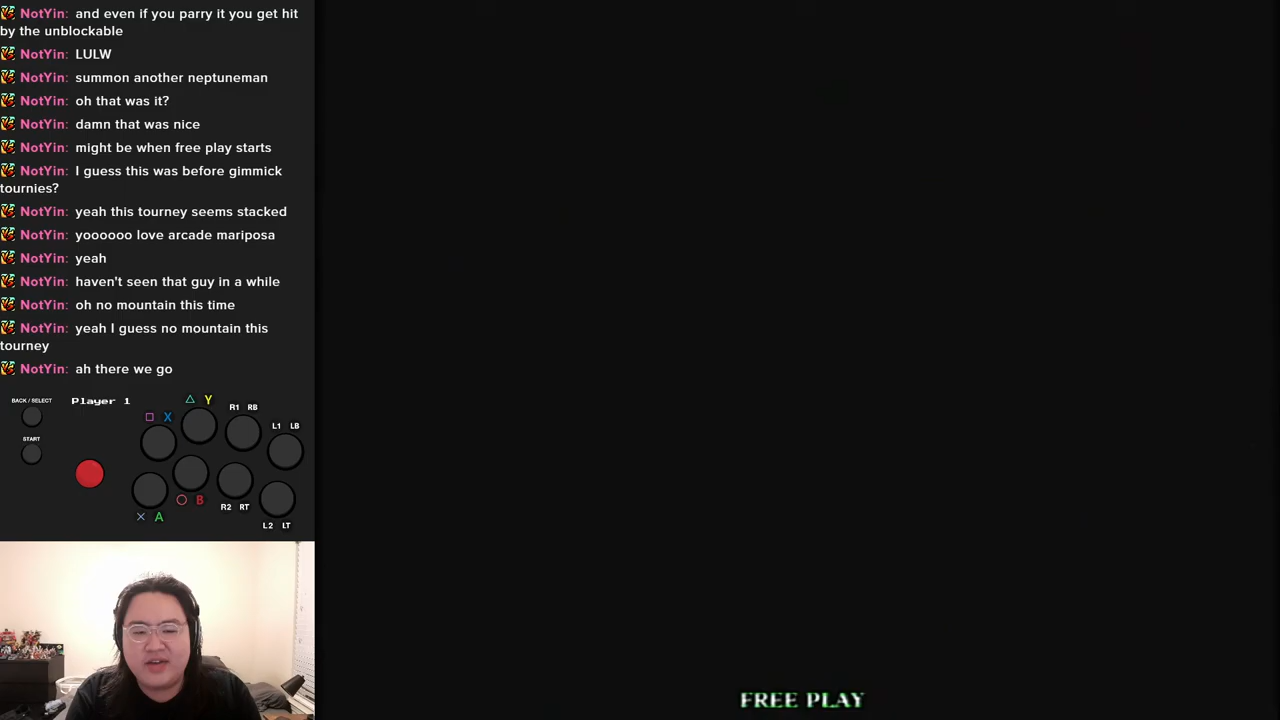 NotYin: and even if you parry it you get hit
by the unblockable
NotYin: LULW
NotYin: summon another neptuneman
NotYin: oh that was it?
NotYin: damn that was nice
NotYin: might be when free play starts
NotYin: I guess this was before gimmick
tournies?
NotYin: yeah this tourney seems stacked
NotYin: yoooooo love arcade mariposa
NotYin: yeah
NotYin: haven't seen that guy in a while
NotYin: oh no mountain this time
NotYin: yeah I guess no mountain this
tourney
NotYin: ah there we go
BACK / SELECT
Player 1
Y
X
R1 RB
L1 LB
START
B
A
R2 RT
L2 LT
FREE PLAY